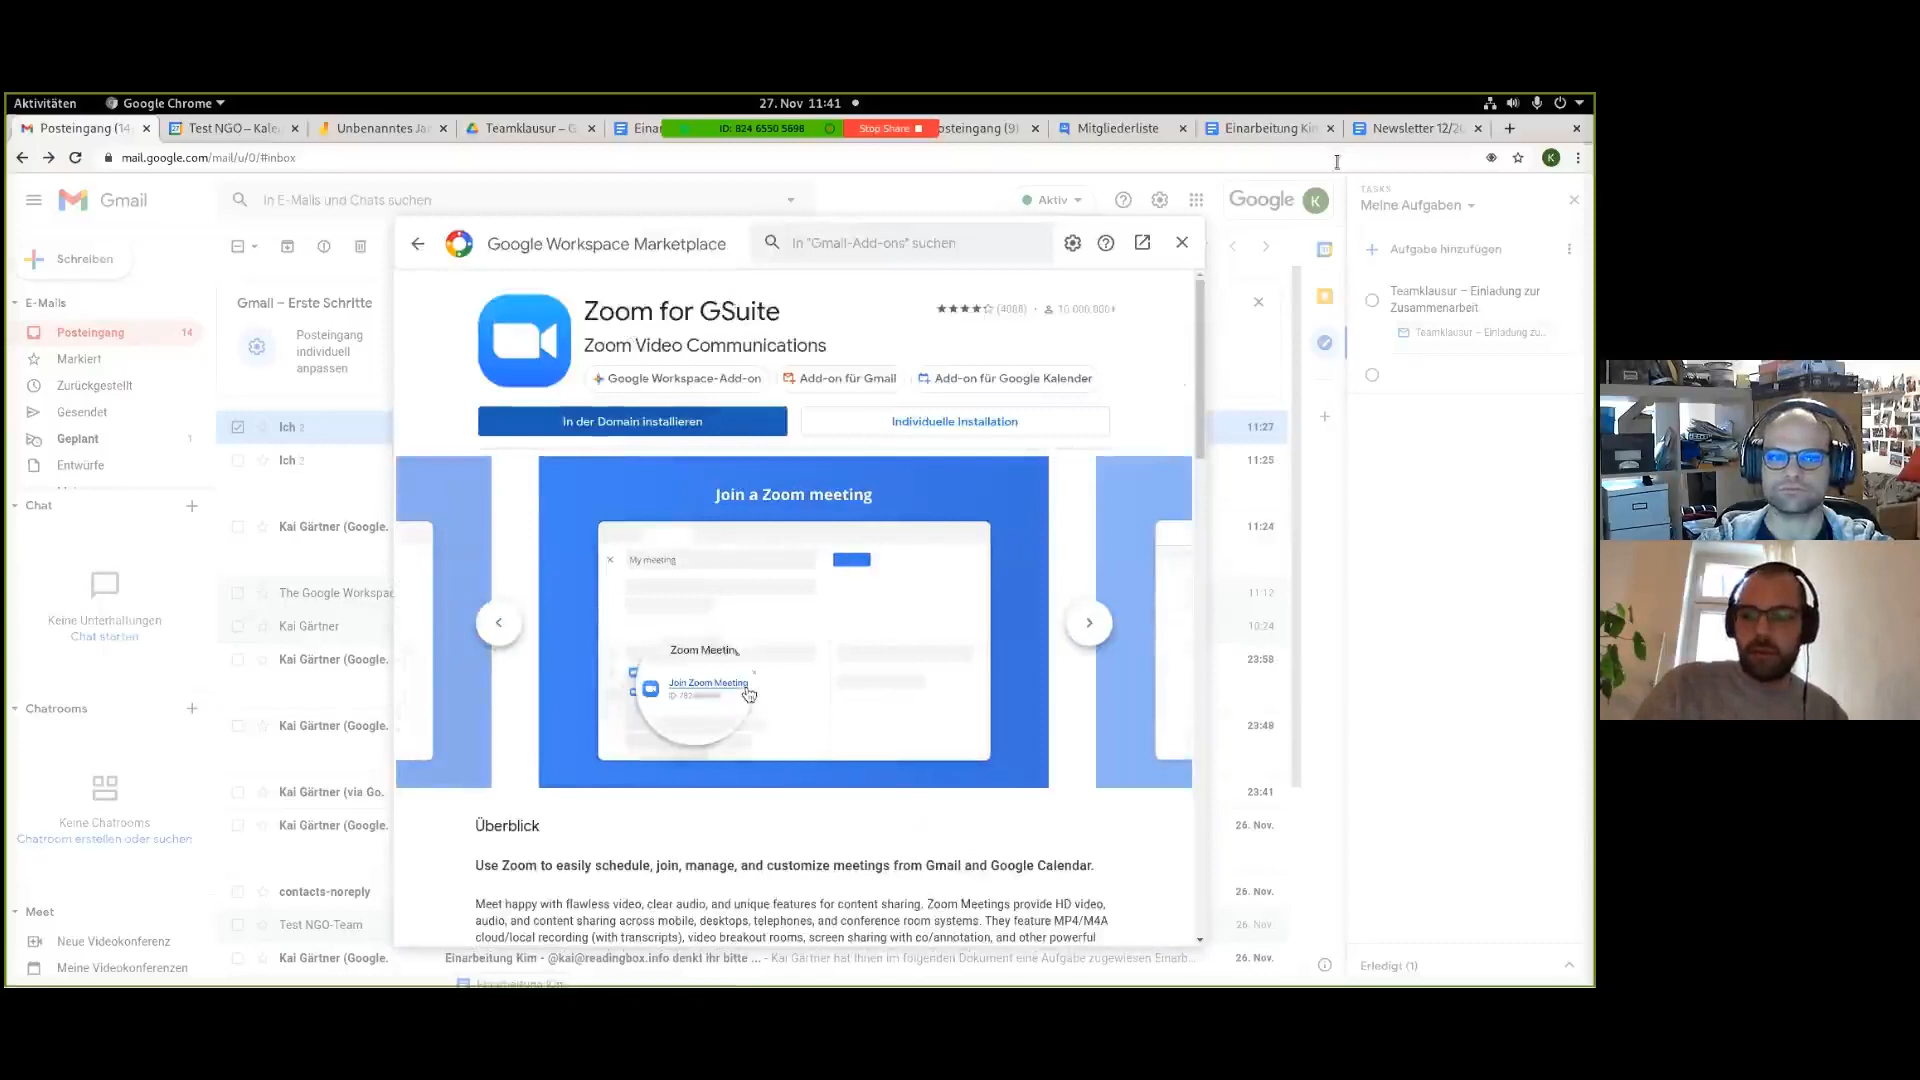 Aktivitäten Google Chrome 27. Nov 11:41
Posteingang (14 Test NGO – Kale Unbenanntes Ja Teamklausur – G Einar ID: 824 6550 5698 Stop Share osteingang (9) Mitgliederliste Einarbeitung Kim Newsletter 12/20
mail.google.com/mail/u/0/#inbox K
Gmail In E-Mails und Chats suchen Aktiv Google K
TASKS
Meine Aufgaben
Google Workspace Marketplace In "Gmail-Add-ons" suchen
Aufgabe hinzufügen
Schreiben
E-Mails
Posteingang 14
Markiert
Zurückgestellt
Gesendet
Geplant 1
Entwürfe
Chat
Keine Unterhaltungen
Chat starten
Chatrooms
Keine Chatrooms
Chatroom erstellen oder suchen
Meet
Neue Videokonferenz
Meine Videokonferenzen
Gmail – Erste Schritte
Posteingang
individuell
anpassen
Ich 2 11:27
Ich 2 11:25
Kai Gärtner (Google. 11:24
The Google Workspac 11:12
Kai Gärtner 10:24
Kai Gärtner (Google. 23:58
Kai Gärtner (Google. 23:48
Kai Gärtner (via Go. 23:41
Kai Gärtner (Google. 26. Nov.
contacts-noreply 26. Nov.
Test NGO-Team 26. Nov
Kai Gärtner (Google. Einarbeitung Kim - @kai@readingbox.info denkt ihr bitte ... - Kai Gärtner hat Ihnen im folgenden Dokument eine Aufgabe zugewiesen Einarb... 26. Nov.
Zoom for GSuite (4088) 10.000.000+
Zoom Video Communications
Google Workspace-Add-on Add-on für Gmail Add-on für Google Kalender
In der Domain installieren Individuelle Installation
Join a Zoom meeting
My meeting
Zoom Meeting
Join Zoom Meeting
ID 782
Überblick
Use Zoom to easily schedule, join, manage, and customize meetings from Gmail and Google Calendar.
Meet happy with flawless video, clear audio, and unique features for content sharing. Zoom Meetings provide HD video,
audio, and content sharing across mobile, desktops, telephones, and conference room systems. They feature MP4/M4A
cloud/local recording (with transcripts), video breakout rooms, screen sharing with co/annotation, and other powerful
Teamklausur – Einladung zur
Zusammenarbeit
Teamklausur – Einladung zu...
Erledigt (1)